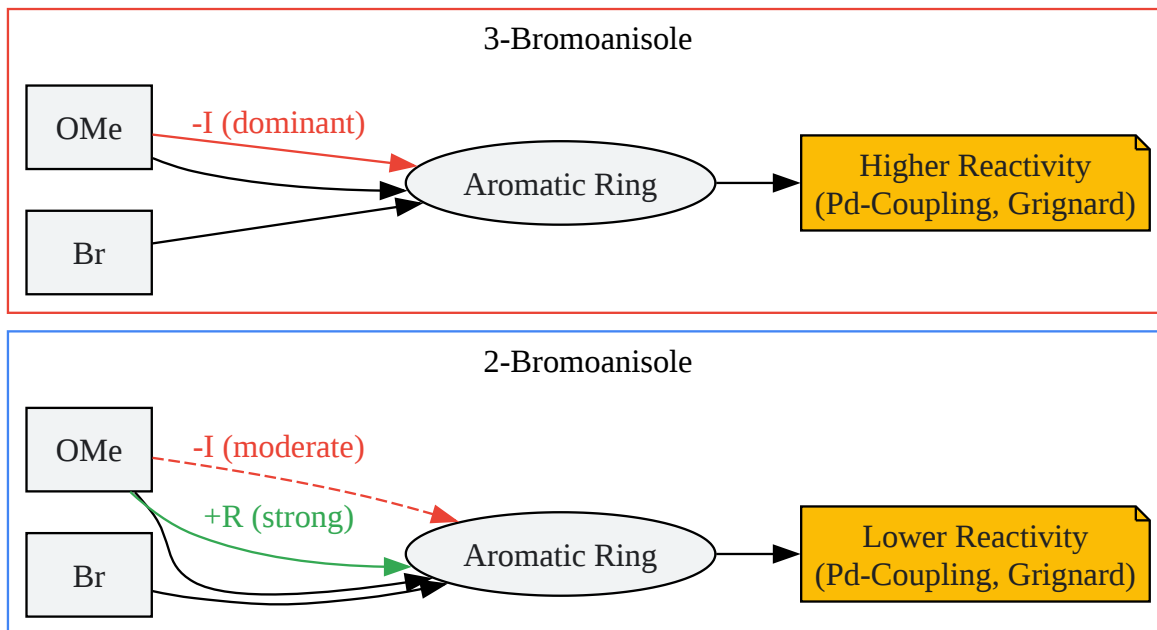 3-Bromoanisole
OMe
-I (dominant)
Br
Aromatic Ring
Higher Reactivity
(Pd-Coupling, Grignard)
2-Bromoanisole
OMe
-I (moderate)
+R (strong)
Br
Aromatic Ring
Lower Reactivity
(Pd-Coupling, Grignard)